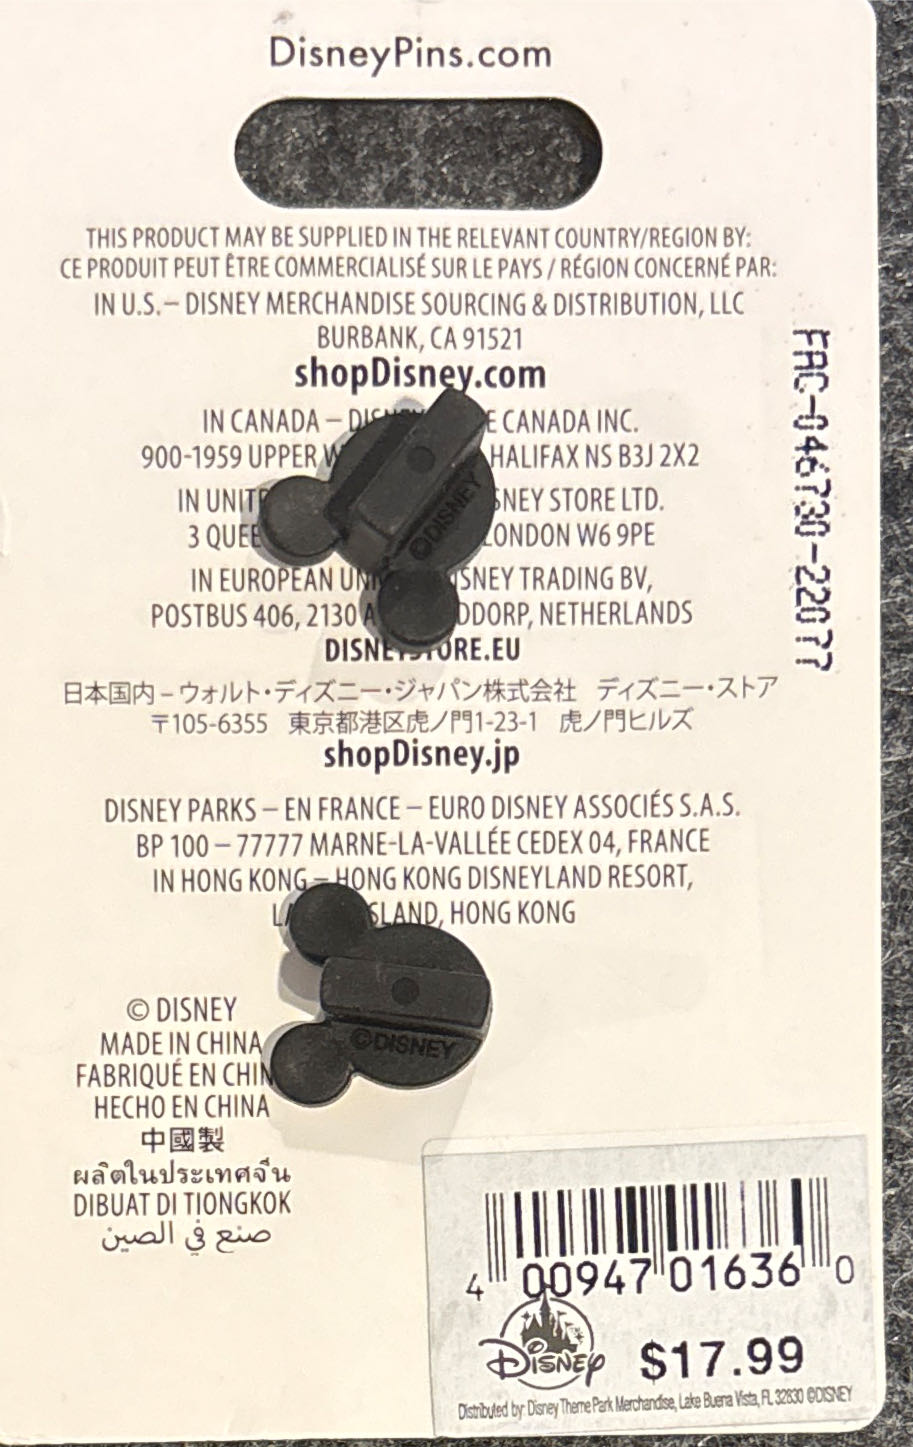 DisneyPins.com
THIS PRODUCT MAY BE SUPPLIED IN THE RELEVANT COUNTRY/REGION BY:
CE PRODUIT PEUT ÊTRE COMMERCIALISÉ SUR LE PAYS / RÉGION CONCERNÉ PAR:
IN U.S.– DISNEY MERCHANDISE SOURCING & DISTRIBUTION, LLC
BURBANK, CA 91521
shopDisney.com
IN CANADA – CANADA INC.
900-1959 UPPER HALIFAX NS B3J 2X2
IN STORE LTD.
3 W6 9PE
IN EUROPEAN TRADING BV,
POSTBUS 406, 2130 NETHERLANDS
DISNEYSTORE.EU
日本国内 – ウォルト・ディズニー・ジャパン株式会社 ディズニー・ストア
〒105-6355 東京都港区虎ノ門1-23-1 虎ノ門ヒルズ
shopDisney.jp
DISNEY PARKS – EN FRANCE – EURO DISNEY ASSOCIÉS S.A.S.
BP 100 – 77777 MARNE-LA-VALLÉE CEDEX 04, FRANCE
IN HONG KONG – HONG KONG DISNEYLAND RESORT,
HONG KONG
FAC-046730-22077
©DISNEY
©DISNEY
© DISNEY
MADE IN CHINA
FABRIQUÉ EN CHINE
HECHO EN CHINA
中國製
ผลิตในประเทศจีน
DIBUAT DI TIONGKOK
صنع في الصين
4 00947 01636 0
DISNEY $17.99
Distributed by: Disney Theme Park Merchandise, Lake Buena Vista, FL 32830 ©DISNEY